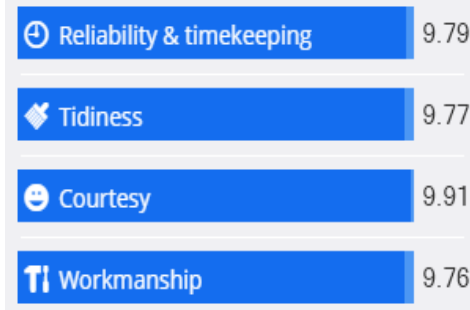 Reliability & timekeeping 9.79
Tidiness 9.77
Courtesy 9.91
Workmanship 9.76